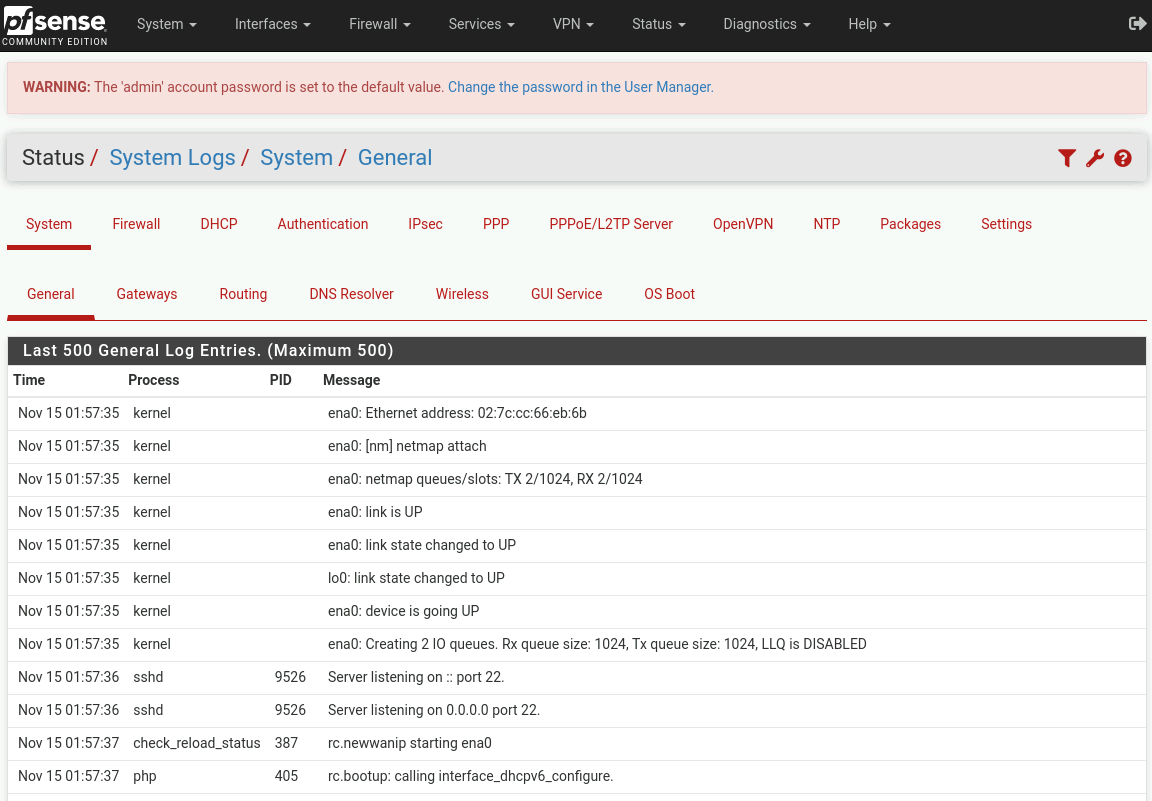 pfsense
COMMUNITY EDITION
System Interfaces Firewall Services VPN Status Diagnostics Help
WARNING: The 'admin' account password is set to the default value. Change the password in the User Manager.
Status / System Logs / System / General
System Firewall DHCP Authentication IPsec PPP PPPoE/L2TP Server OpenVPN NTP Packages Settings
General Gateways Routing DNS Resolver Wireless GUI Service OS Boot
Last 500 General Log Entries. (Maximum 500)
Time Process PID Message
Nov 15 01:57:35 kernel ena0: Ethernet address: 02:7c:cc:66:eb:6b
Nov 15 01:57:35 kernel ena0: [nm] netmap attach
Nov 15 01:57:35 kernel ena0: netmap queues/slots: TX 2/1024, RX 2/1024
Nov 15 01:57:35 kernel ena0: link is UP
Nov 15 01:57:35 kernel ena0: link state changed to UP
Nov 15 01:57:35 kernel lo0: link state changed to UP
Nov 15 01:57:35 kernel ena0: device is going UP
Nov 15 01:57:35 kernel ena0: Creating 2 IO queues. Rx queue size: 1024, Tx queue size: 1024, LLQ is DISABLED
Nov 15 01:57:36 sshd 9526 Server listening on :: port 22.
Nov 15 01:57:36 sshd 9526 Server listening on 0.0.0.0 port 22.
Nov 15 01:57:37 check_reload_status 387 rc.newwanip starting ena0
Nov 15 01:57:37 php 405 rc.bootup: calling interface_dhcpv6_configure.